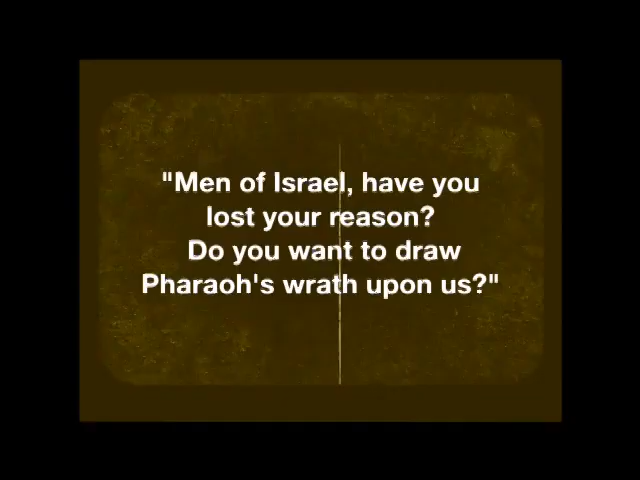 "Men of Israel, have you
lost your reason?
Do you want to draw
Pharaoh's wrath upon us?"